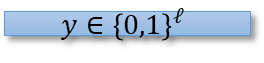 y ∈ {0,1}^ℓ